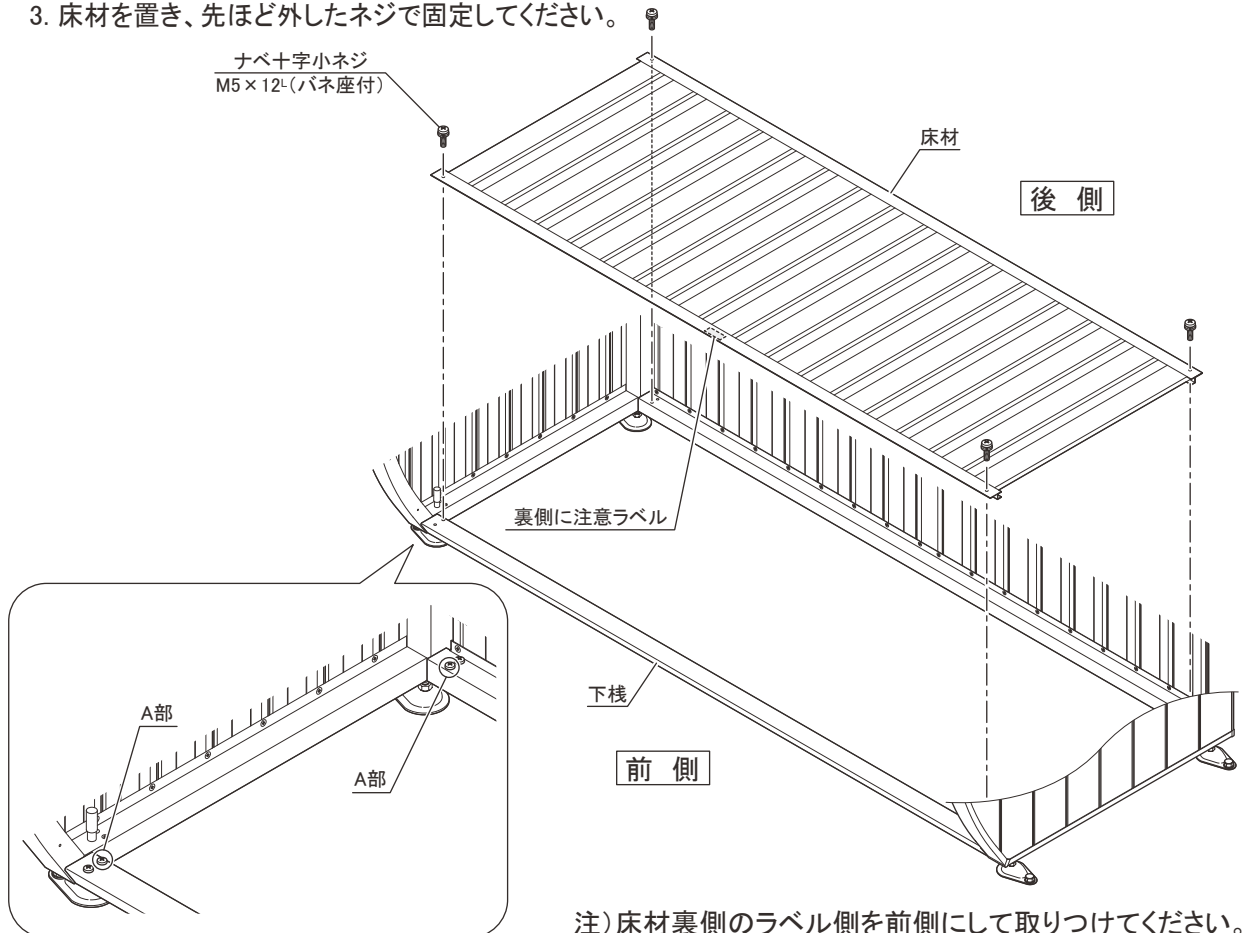 3. 床材を置き、先ほど外したネジで固定してください。
ナベ十字小ネジ
M5×12ᴸ(バネ座付)
床材
後 側
裏側に注意ラベル
下桟
前 側
A部
A部
注)床材裏側のラベル側を前側にして取りつけてください。